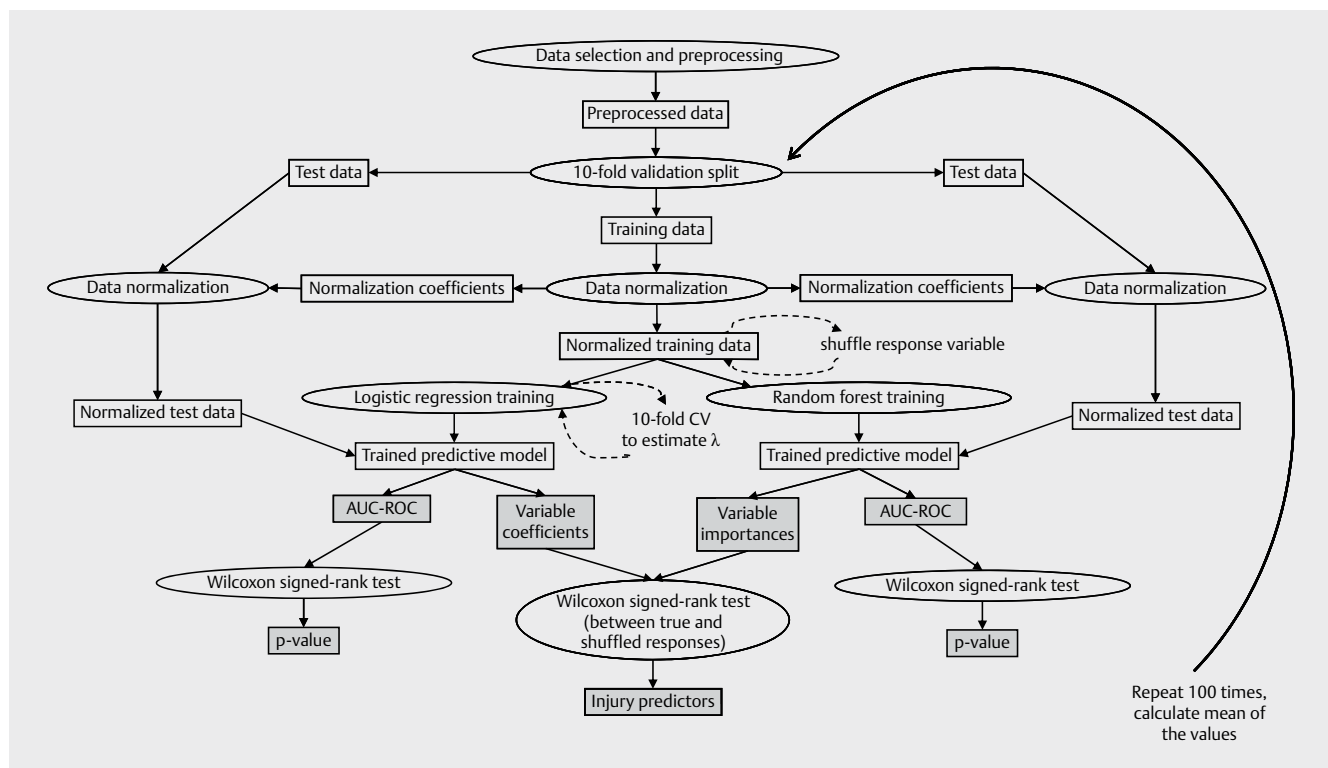 Data selection and preprocessing
Preprocessed data
Test data
10-fold validation split
Test data
Training data
Data normalization
Normalization coefficients
Data normalization
Normalization coefficients
Data normalization
Normalized training data
shuffle response variable
Logistic regression training
Random forest training
Normalized test data
10-fold CV
to estimate λ
Normalized test data
Trained predictive model
Trained predictive model
AUC-ROC
Variable
coefficients
Variable
importances
AUC-ROC
Wilcoxon signed-rank test
Wilcoxon signed-rank test
(between true and
shuffled responses)
Wilcoxon signed-rank test
p-value
p-value
Injury predictors
Repeat 100 times,
calculate mean of
the values